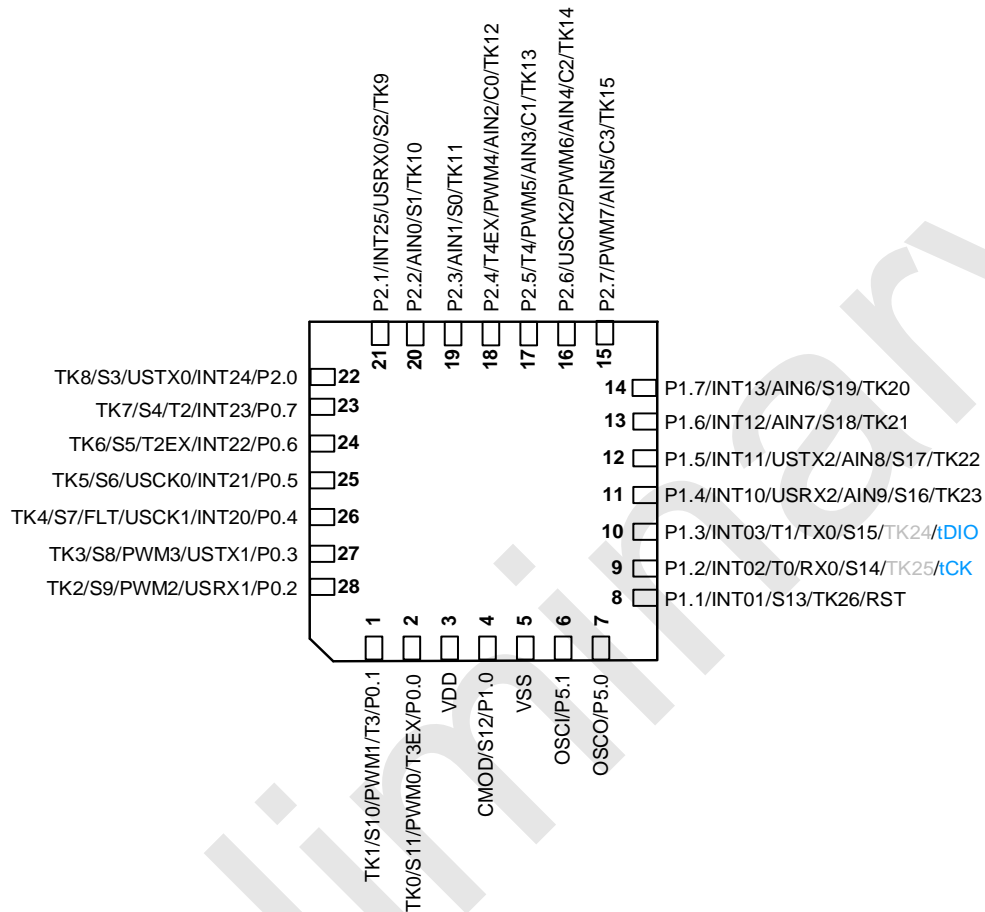 P2.1/INT25/USRX0/S2/TK9
P2.2/AIN0/S1/TK10
P2.3/AIN1/S0/TK11
P2.4/T4EX/PWM4/AIN2/C0/TK12
P2.5/T4/PWM5/AIN3/C1/TK13
P2.6/USCK2/PWM6/AIN4/C2/TK14
P2.7/PWM7/AIN5/C3/TK15
21 20 19 18 17 16 15
TK8/S3/USTX0/INT24/P2.0 22
TK7/S4/T2/INT23/P0.7 23
TK6/S5/T2EX/INT22/P0.6 24
TK5/S6/USCK0/INT21/P0.5 25
TK4/S7/FLT/USCK1/INT20/P0.4 26
TK3/S8/PWM3/USTX1/P0.3 27
TK2/S9/PWM2/USRX1/P0.2 28
14 P1.7/INT13/AIN6/S19/TK20
13 P1.6/INT12/AIN7/S18/TK21
12 P1.5/INT11/USTX2/AIN8/S17/TK22
11 P1.4/INT10/USRX2/AIN9/S16/TK23
10 P1.3/INT03/T1/TX0/S15/TK24/tDIO
9 P1.2/INT02/T0/RX0/S14/TK25/tCK
8 P1.1/INT01/S13/TK26/RST
1 2 3 4 5 6 7
TK1/S10/PWM1/T3/P0.1
TK0/S11/PWM0/T3EX/P0.0
VDD
CMOD/S12/P1.0
VSS
OSCI/P5.1
OSCO/P5.0